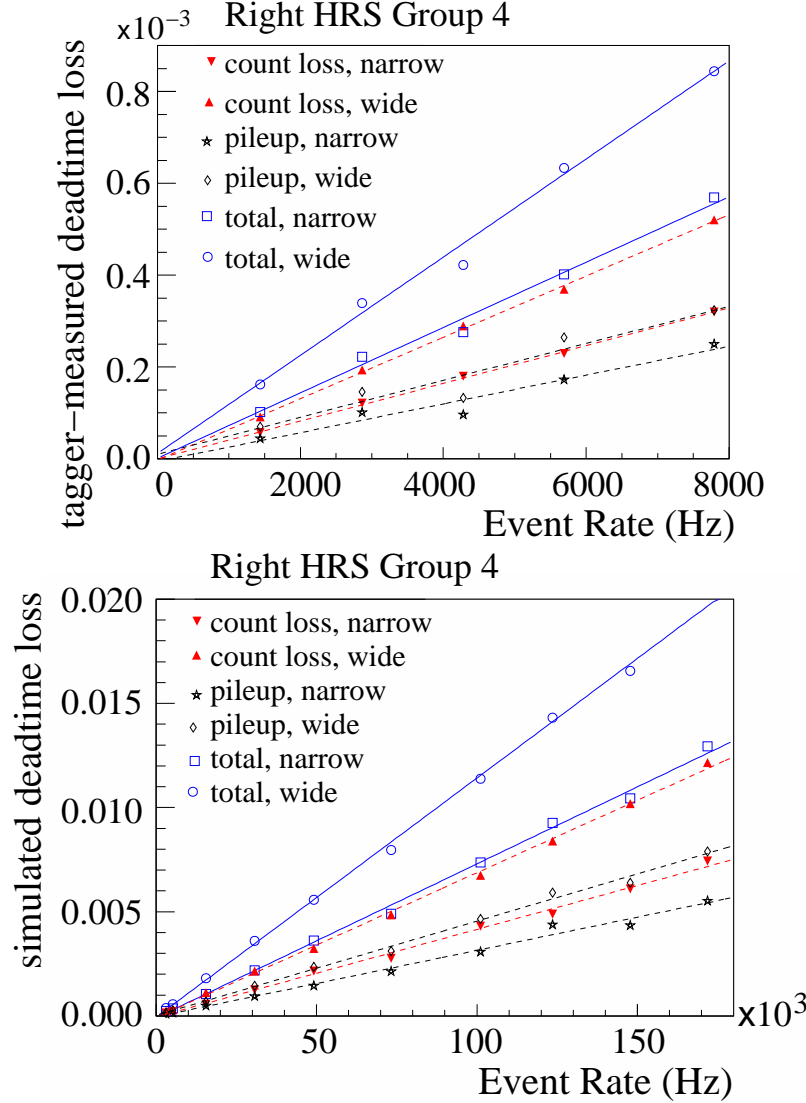 Right HRS Group 4
×10⁻³
tagger−measured deadtime loss
count loss, narrow
count loss, wide
pileup, narrow
pileup, wide
total, narrow
total, wide
0.8
0.6
0.4
0.2
0.0
0 2000 4000 6000 8000
Event Rate (Hz)
Right HRS Group 4
simulated deadtime loss
count loss, narrow
count loss, wide
pileup, narrow
pileup, wide
total, narrow
total, wide
0.020
0.015
0.010
0.005
0.000
0 50 100 150 x10³
Event Rate (Hz)